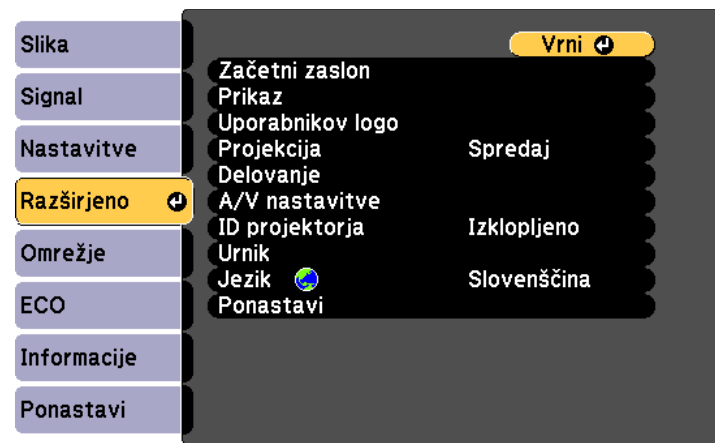 Slika
Signal
Nastavitve
Razširjeno
Omrežje
ECO
Informacije
Ponastavi
Vrni
Začetni zaslon
Prikaz
Uporabnikov logo
Projekcija Spredaj
Delovanje
A/V nastavitve
ID projektorja Izklopljeno
Urnik
Jezik Slovenščina
Ponastavi